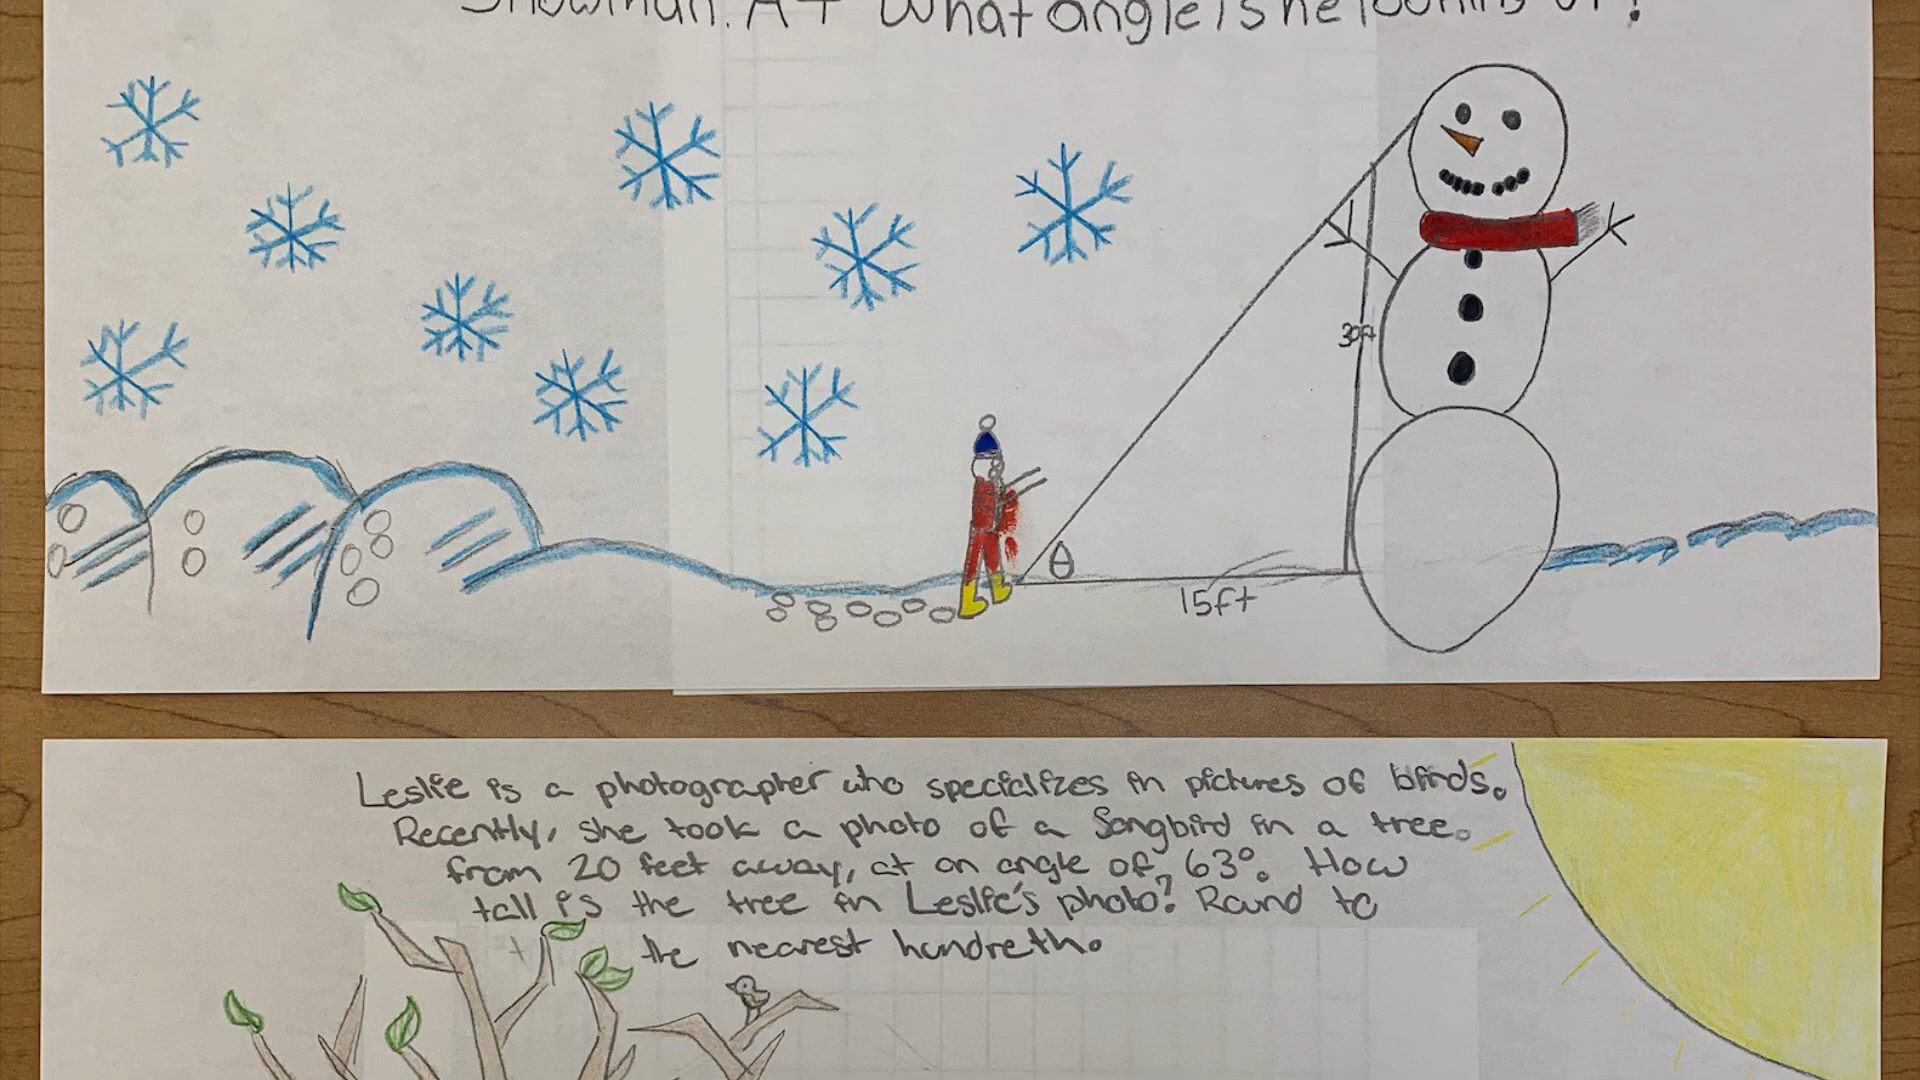 Snowman. At What angle is he looking at?
30ft
θ
15ft
Leslie is a photographer who specializes in pictures of birds.
Recently, she took a photo of a Songbird in a tree.
from 20 feet away, at an angle of 63°. How
tall is the tree in Leslie's photo? Round to
the nearest hundreth.